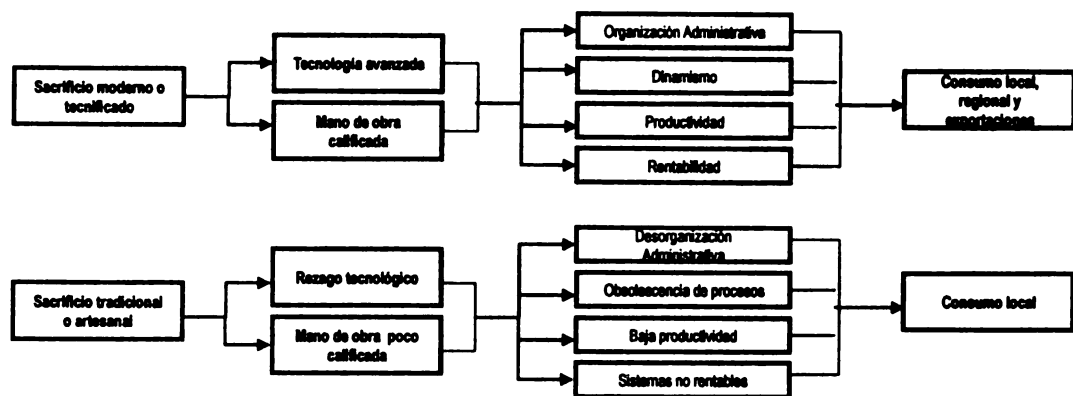 Sacrificio moderno o
tecnificado
Tecnología avanzada
Mano de obra
calificada
Organización Administrativa
Dinamismo
Productividad
Rentabilidad
Consumo local,
regional y
exportaciones
Sacrificio tradicional
o artesanal
Rezago tecnológico
Mano de obra poco
calificada
Desorganización
Administrativa
Obsolescencia de procesos
Baja productividad
Sistemas no rentables
Consumo local